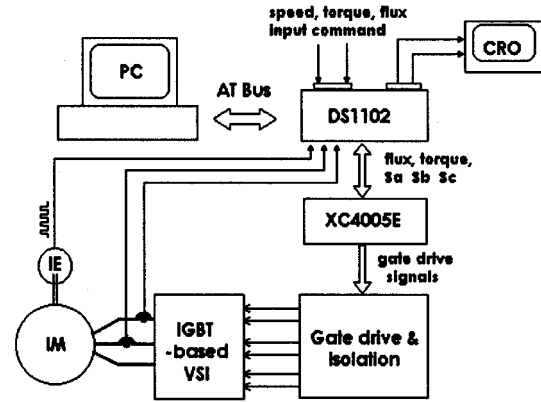 speed, torque, flux
input command
CRO
PC
AT Bus
DS1102
flux, torque,
Sa Sb Sc
XC4005E
IE
gate drive
signals
IM
IGBT
-based
VSI
Gate drive &
Isolation